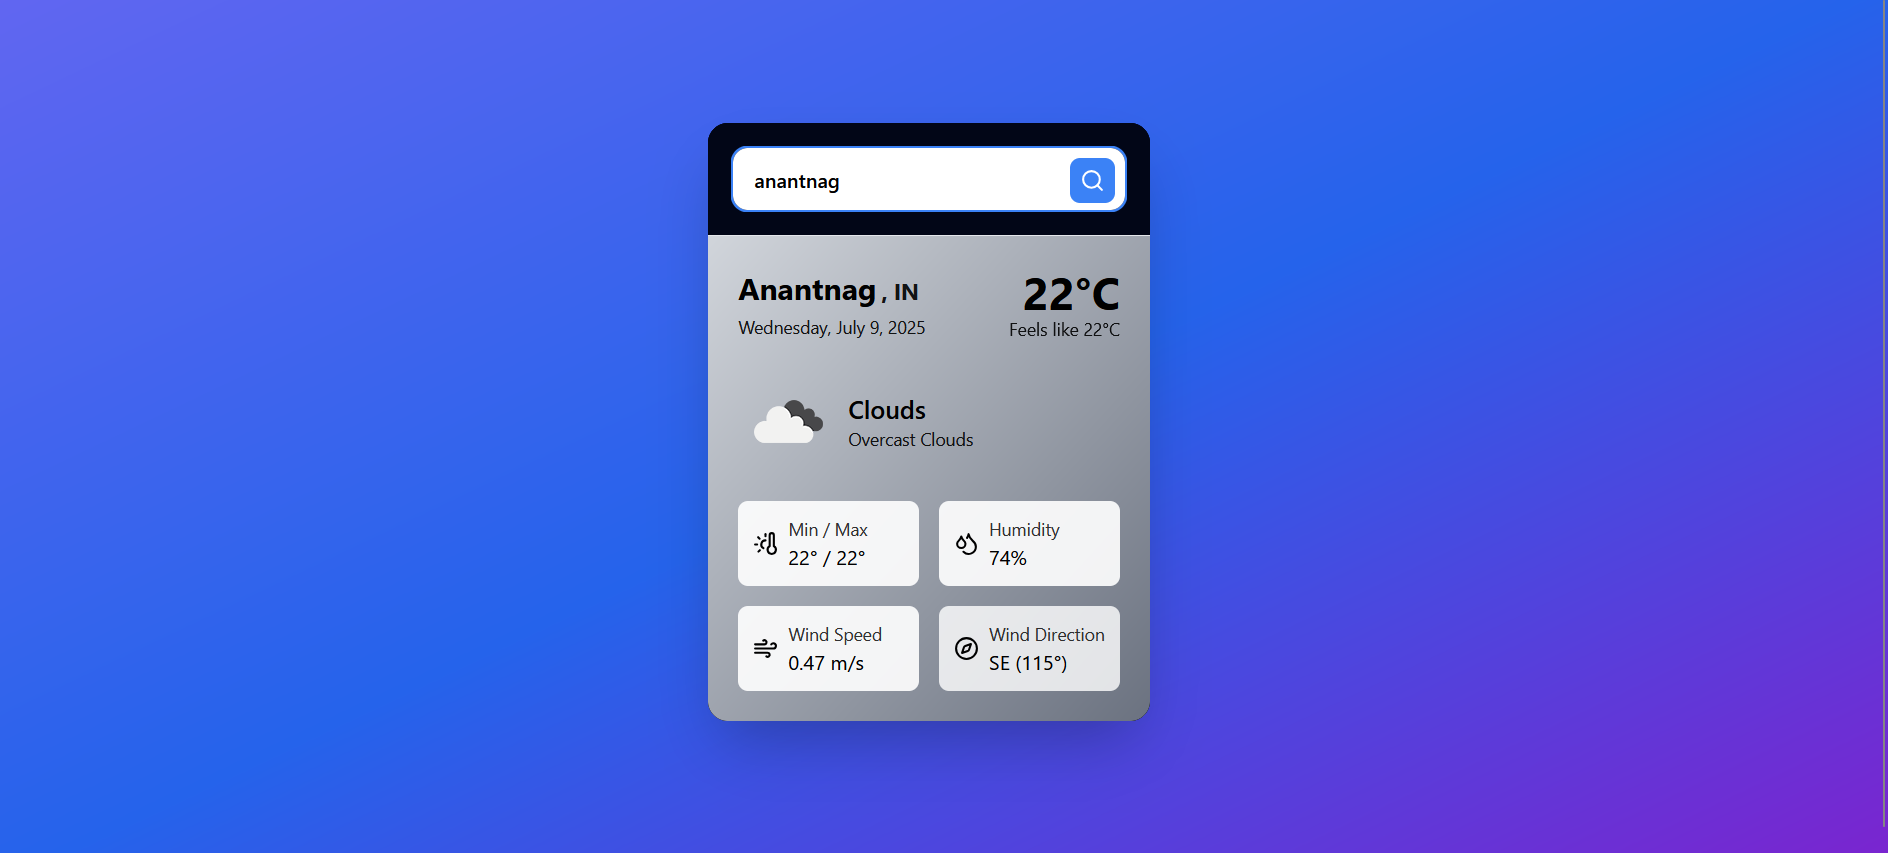 anantnag
Anantnag , IN
22°C
Wednesday, July 9, 2025
Feels like 22°C
Clouds
Overcast Clouds
Min / Max
22° / 22°
Humidity
74%
Wind Speed
0.47 m/s
Wind Direction
SE (115°)